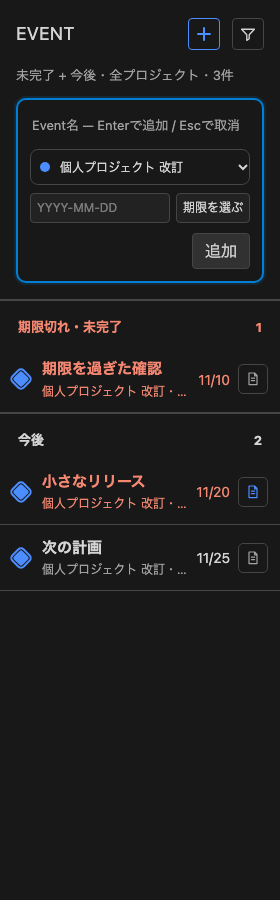 EVENT
未完了 + 今後・全プロジェクト・3件
Event名 — Enterで追加 / Escで取消
個人プロジェクト 改訂
YYYY-MM-DD 期限を選ぶ
追加
期限切れ・未完了 1
期限を過ぎた確認 11/10
個人プロジェクト 改訂・...
今後 2
小さなリリース 11/20
個人プロジェクト 改訂・...
次の計画 11/25
個人プロジェクト 改訂・...